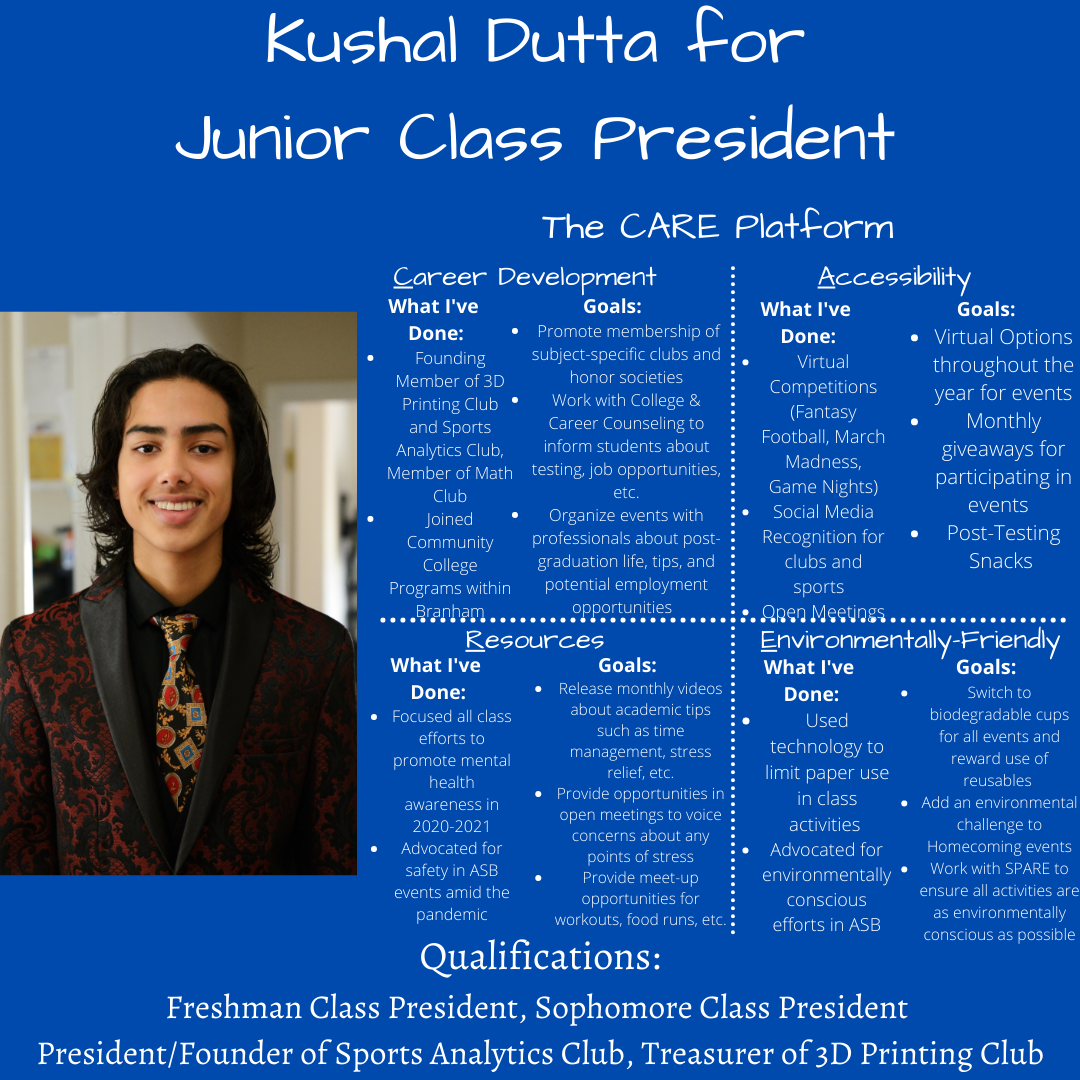 Kushal Dutta for
Junior Class President
The CARE Platform
Career Development
What I've
Done:
Founding
Member of 3D
Printing Club
and Sports
Analytics Club,
Member of Math
Club
Joined
Community
College
Programs within
Branham
Goals:
Promote membership of
subject-specific clubs and
honor societies
Work with College &
Career Counseling to
inform students about
testing, job opportunities,
etc.
Organize events with
professionals about post-
graduation life, tips, and
potential employment
opportunities
Accessibility
What I've
Done:
Virtual
Competitions
(Fantasy
Football, March
Madness,
Game Nights)
Social Media
Recognition for
clubs and
sports
Open Meetings
Goals:
Virtual Options
throughout the
year for events
Monthly
giveaways for
participating in
events
Post-Testing
Snacks
Resources
What I've
Done:
Focused all class
efforts to
promote mental
health
awareness in
2020-2021
Advocated for
safety in ASB
events amid the
pandemic
Goals:
Release monthly videos
about academic tips
such as time
management, stress
relief, etc.
Provide opportunities in
open meetings to voice
concerns about any
points of stress
Provide meet-up
opportunities for
workouts, food runs, etc.
Environmentally-Friendly
What I've
Done:
Used
technology to
limit paper use
in class
activities
Advocated for
environmentally
conscious
efforts in ASB
Goals:
Switch to
biodegradable cups
for all events and
reward use of
reusables
Add an environmental
challenge to
Homecoming events
Work with SPARE to
ensure all activities are
as environmentally
conscious as possible
Qualifications:
Freshman Class President, Sophomore Class President
President/Founder of Sports Analytics Club, Treasurer of 3D Printing Club